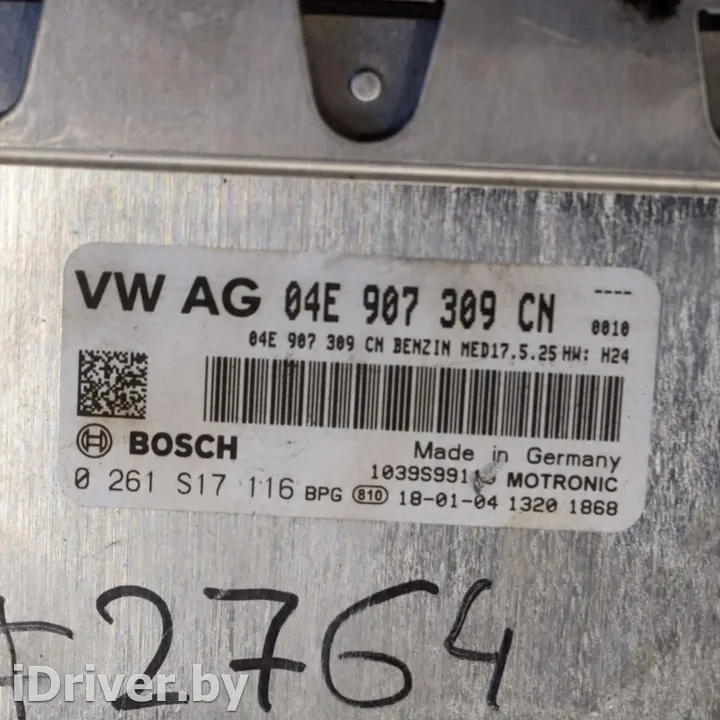 VW AG 04E 907 309 CN ----
0010
04E 907 309 CN BENZIN MED17.5.25 HW: H24
BOSCH
Made in Germany
MOTRONIC
0 261 S17 116 BPG 810 18-01-04 1320 1868
2764
iDriver.by